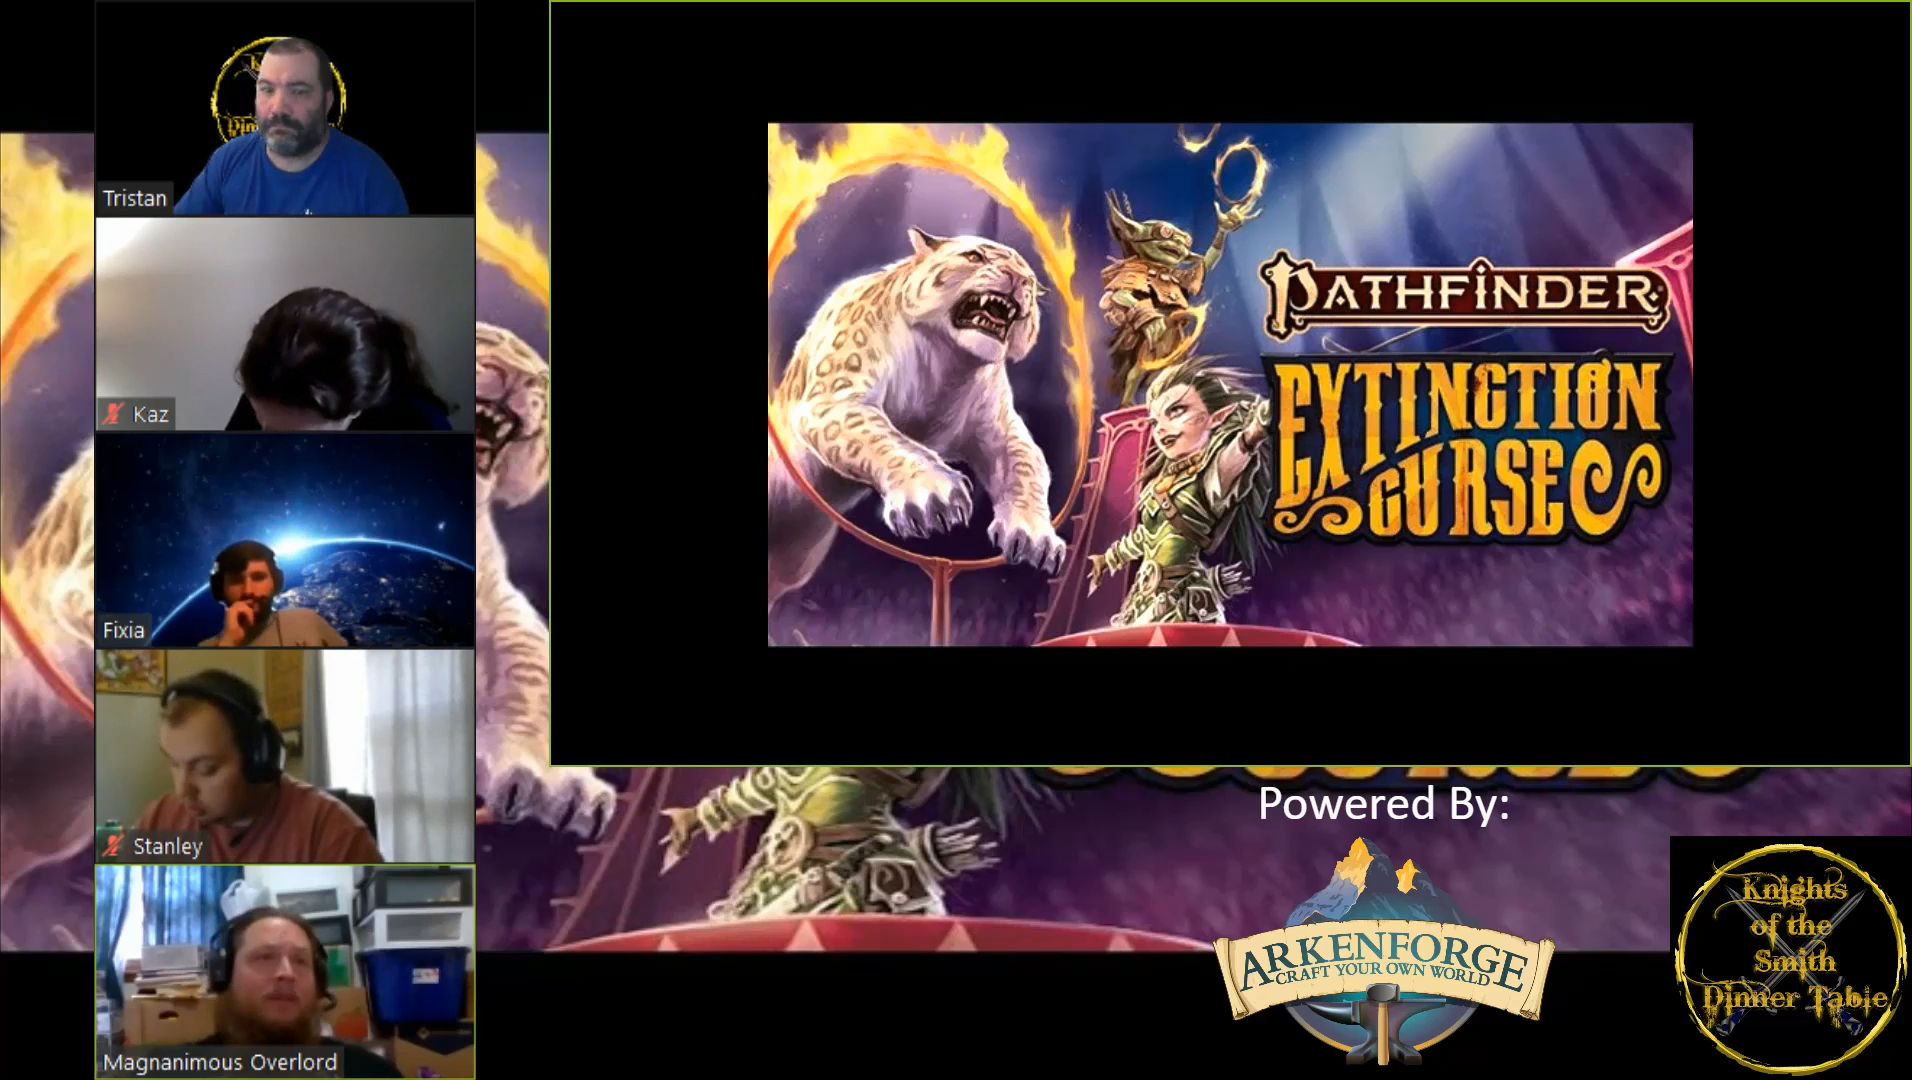 Tristan
Kaz
Fixia
Stanley
Magnanimous Overlord
PATHFINDER
EXTINCTION
CURSE
Powered By:
ARKENFORGE
CRAFT YOUR OWN WORLD
Knights
of the
Smith
Dinner Table